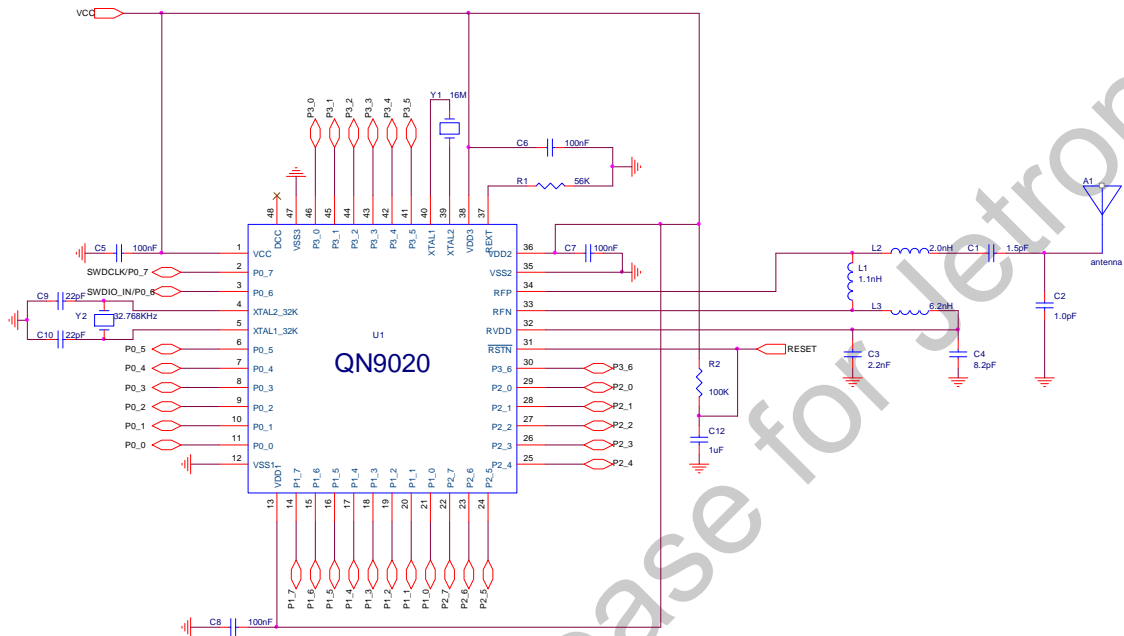 VCC
P3_0
P3_1
P3_2
P3_3
P3_4
P3_5
Y1 16M
C6 100nF
R1 56K
48 47 46 45 44 43 42 41 40 39 38 37
DCC VSS3 P3_0 P3_1 P3_2 P3_3 P3_4 P3_5 XTAL1 XTAL2 VDD3 REXT
C5 100nF
1 VCC
SWDCLK/P0_7 2 P0_7
SWDIO_IN/P0_6 3 P0_6
C9 22pF
Y2 32.768KHz
C10 22pF
4 XTAL2_32K
5 XTAL1_32K
P0_5 6 P0_5
P0_4 7 P0_4
P0_3 8 P0_3
P0_2 9 P0_2
P0_1 10 P0_1
P0_0 11 P0_0
12 VSS1
U1
QN9020
VDD2 36
VSS2 35
RFP 34
RFN 33
RVDD 32
RSTN 31
P3_6 30 P3_6
P2_0 29 P2_0
P2_1 28 P2_1
P2_2 27 P2_2
P2_3 26 P2_3
P2_4 25 P2_4
C7 100nF
RESET
R2
100K
C12
1uF
L1
1.1nH
L2 2.0nH
L3 6.2nH
C1 1.5pF
C2
1.0pF
C3
2.2nF
C4
8.2pF
A1
antenna
VDD1 P1_7 P1_6 P1_5 P1_4 P1_3 P1_2 P1_1 P1_0 P2_7 P2_6 P2_5
13 14 15 16 17 18 19 20 21 22 23 24
P1_7 P1_6 P1_5 P1_4 P1_3 P1_2 P1_1 P1_0 P2_7 P2_6 P2_5
C8 100nF
for Jetron